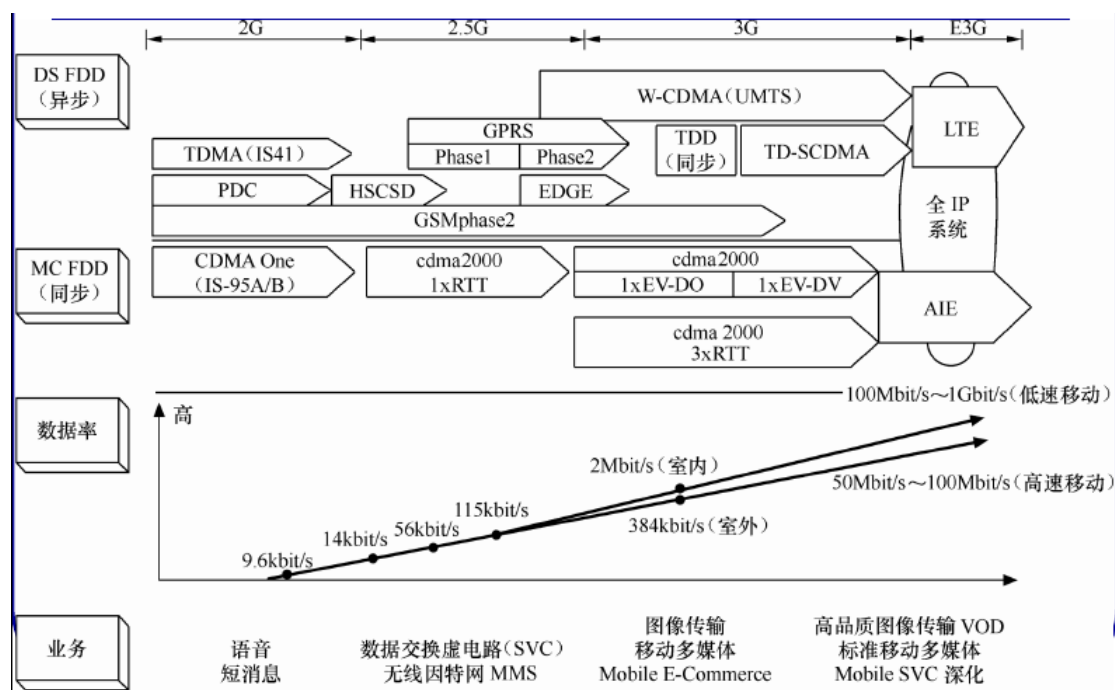 2G 2.5G 3G E3G
DS FDD
(异步)
W-CDMA(UMTS)
LTE
GPRS
Phase1 Phase2
TDD
(同步)
TD-SCDMA
TDMA(IS41)
PDC HSCSD EDGE
GSMphase2
全 IP
系统
MC FDD
(同步)
CDMA One
(IS-95A/B)
cdma2000
1xRTT
cdma2000
1xEV-DO 1xEV-DV
AIE
cdma 2000
3xRTT
数据率
高
100Mbit/s～1Gbit/s(低速移动)
2Mbit/s(室内)
50Mbit/s～100Mbit/s(高速移动)
115kbit/s
384kbit/s(室外)
56kbit/s
14kbit/s
9.6kbit/s
业务
语音
短消息
数据交换虚电路(SVC)
无线因特网 MMS
图像传输
移动多媒体
Mobile E-Commerce
高品质图像传输 VOD
标准移动多媒体
Mobile SVC 深化